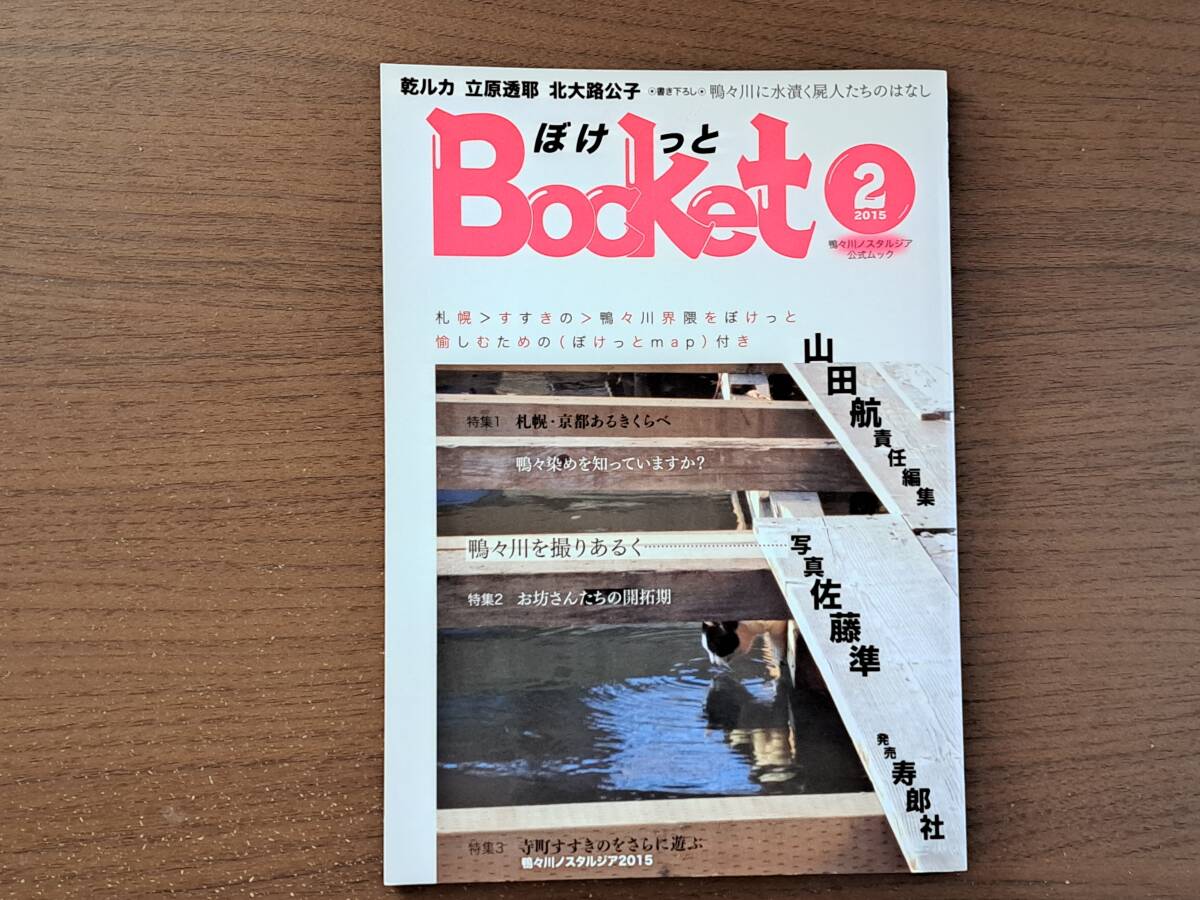 乾ルカ 立原透耶 北大路公子 ◉書き下ろし◉ 鴨々川に水漬く屍人たちのはなし
ぼけっと
Bocket
2
2015
鴨々川ノスタルジア
公式ムック
札幌>すすきの>鴨々川界隈をぼけっと
愉しむための(ぼけっとmap)付き
山田航責任編集
特集1 札幌・京都あるきくらべ
鴨々染めを知っていますか?
鴨々川を撮りあるく……………………………写真佐藤準
特集2 お坊さんたちの開拓期
発売寿郎社
特集3 寺町すすきのをさらに遊ぶ
鴨々川ノスタルジア2015